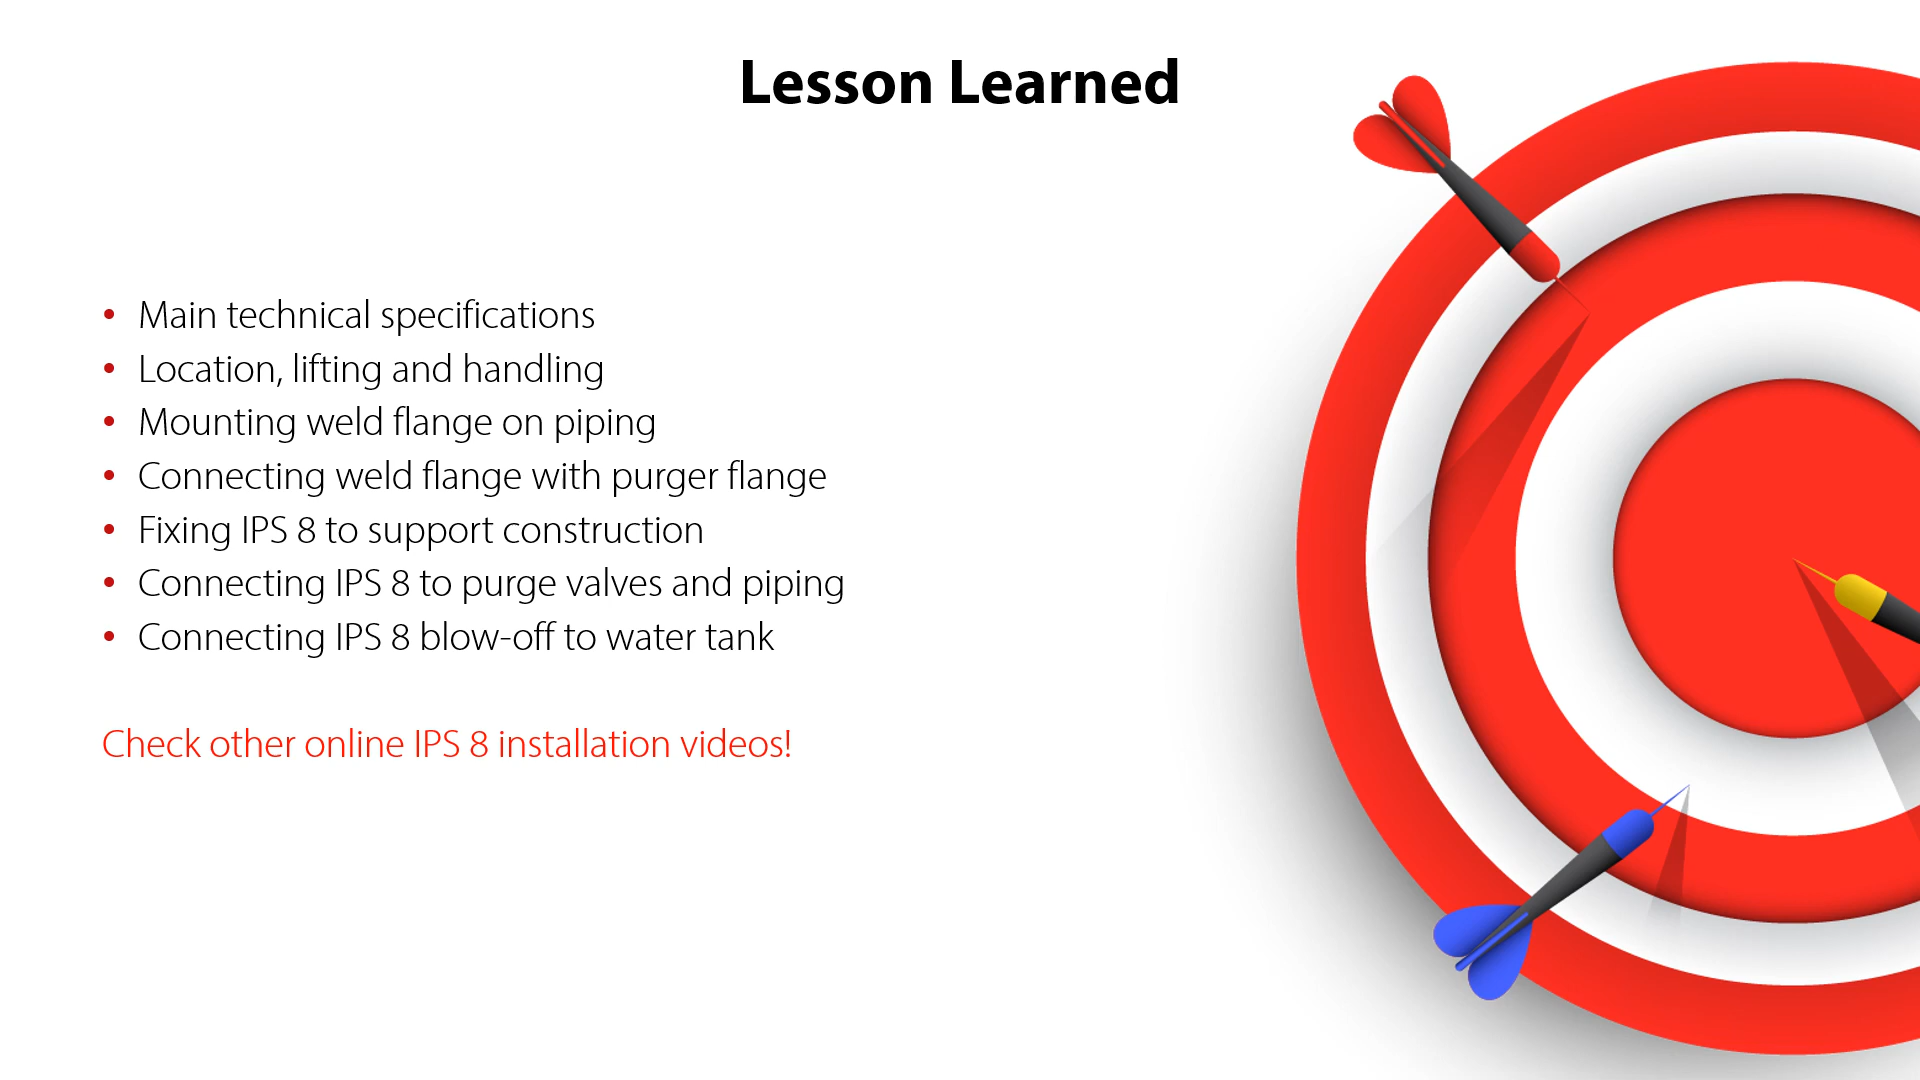 Lesson Learned
• Main technical specifications
• Location, lifting and handling
• Mounting weld flange on piping
• Connecting weld flange with purger flange
• Fixing IPS 8 to support construction
• Connecting IPS 8 to purge valves and piping
• Connecting IPS 8 blow-off to water tank
Check other online IPS 8 installation videos!